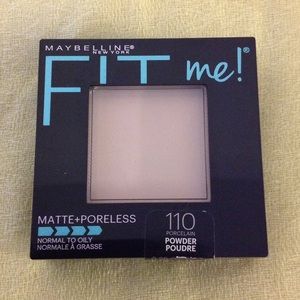 MAYBELLINE®
NEW YORK
FIT me!®
MATTE+PORELESS
NORMAL TO OILY
NORMALE À GRASSE
110
PORCELAIN
POWDER
POUDRE